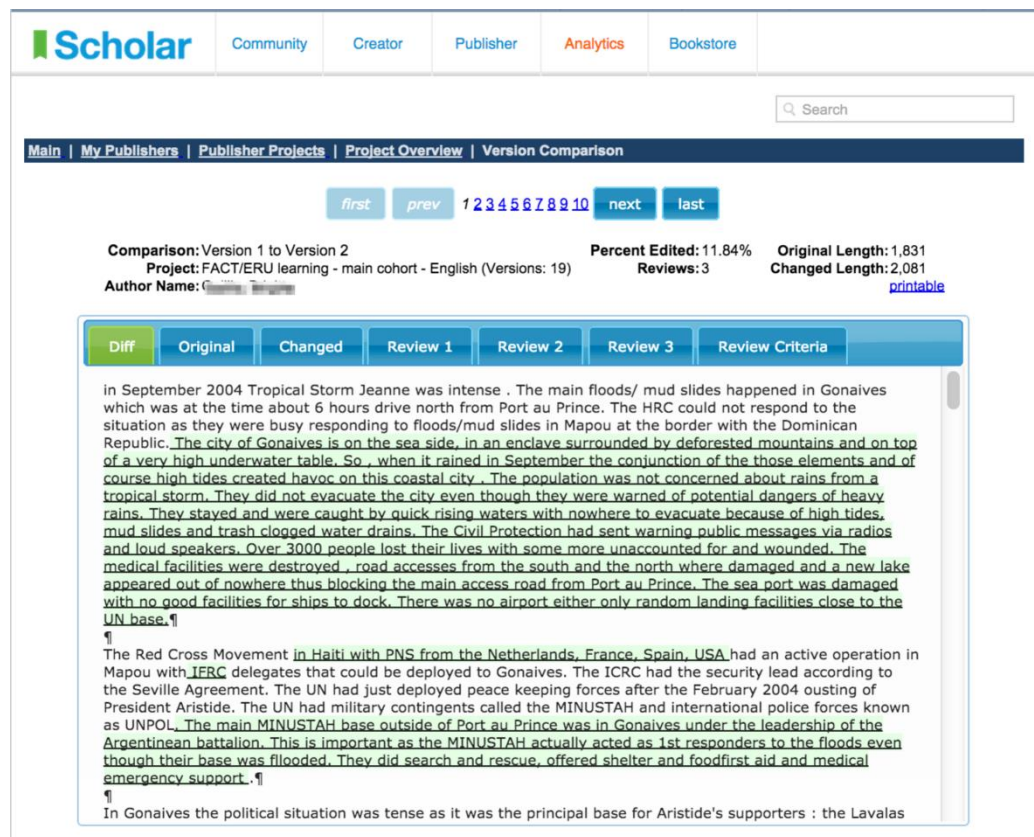 Scholar
Community Creator Publisher Analytics Bookstore
Search
Main | My Publishers | Publisher Projects | Project Overview | Version Comparison
first prev 1 2 3 4 5 6 7 8 9 10 next last
Comparison: Version 1 to Version 2 Percent Edited: 11.84% Original Length: 1,831
Project: FACT/ERU learning - main cohort - English (Versions: 19) Reviews: 3 Changed Length: 2,081
Author Name:
printable
Diff Original Changed Review 1 Review 2 Review 3 Review Criteria
in September 2004 Tropical Storm Jeanne was intense . The main floods/ mud slides happened in Gonaives
which was at the time about 6 hours drive north from Port au Prince. The HRC could not respond to the
situation as they were busy responding to floods/mud slides in Mapou at the border with the Dominican
Republic. The city of Gonaives is on the sea side, in an enclave surrounded by deforested mountains and on top
of a very high underwater table. So , when it rained in September the conjunction of the those elements and of
course high tides created havoc on this coastal city . The population was not concerned about rains from a
tropical storm. They did not evacuate the city even though they were warned of potential dangers of heavy
rains. They stayed and were caught by quick rising waters with nowhere to evacuate because of high tides,
mud slides and trash clogged water drains. The Civil Protection had sent warning public messages via radios
and loud speakers. Over 3000 people lost their lives with some more unaccounted for and wounded. The
medical facilities were destroyed , road accesses from the south and the north where damaged and a new lake
appeared out of nowhere thus blocking the main access road from Port au Prince. The sea port was damaged
with no good facilities for ships to dock. There was no airport either only random landing facilities close to the
UN base.¶
¶
The Red Cross Movement in Haiti with PNS from the Netherlands, France, Spain, USA had an active operation in
Mapou with IFRC delegates that could be deployed to Gonaives. The ICRC had the security lead according to
the Seville Agreement. The UN had just deployed peace keeping forces after the February 2004 ousting of
President Aristide. The UN had military contingents called the MINUSTAH and international police forces known
as UNPOL. The main MINUSTAH base outside of Port au Prince was in Gonaives under the leadership of the
Argentinean battalion. This is important as the MINUSTAH actually acted as 1st responders to the floods even
though their base was fllooded. They did search and rescue, offered shelter and foodfirst aid and medical
emergency support .¶
¶
In Gonaives the political situation was tense as it was the principal base for Aristide's supporters : the Lavalas